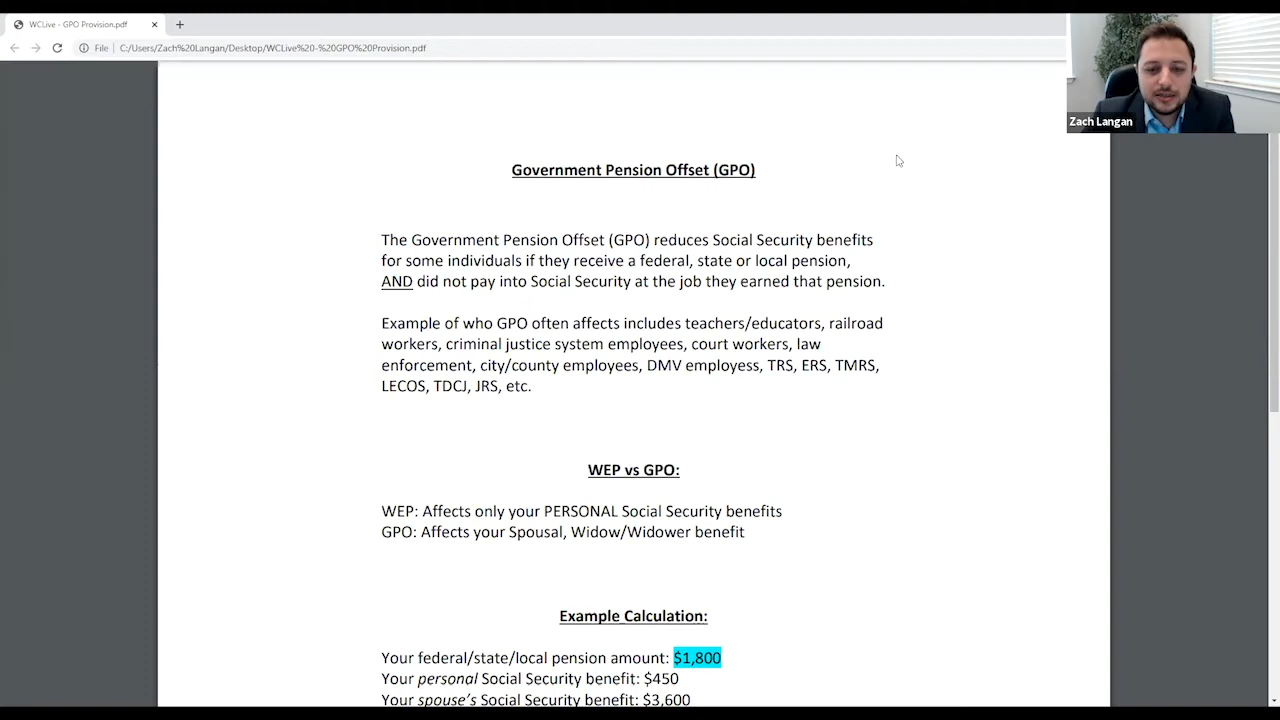 WCLive - GPO Provision.pdf
File | C:/Users/Zach%20Langan/Desktop/WCLive%20-%20GPO%20Provision.pdf
Zach Langan
Government Pension Offset (GPO)
The Government Pension Offset (GPO) reduces Social Security benefits
for some individuals if they receive a federal, state or local pension,
AND did not pay into Social Security at the job they earned that pension.
Example of who GPO often affects includes teachers/educators, railroad
workers, criminal justice system employees, court workers, law
enforcement, city/county employees, DMV employess, TRS, ERS, TMRS,
LECOS, TDCJ, JRS, etc.
WEP vs GPO:
WEP: Affects only your PERSONAL Social Security benefits
GPO: Affects your Spousal, Widow/Widower benefit
Example Calculation:
Your federal/state/local pension amount: $1,800
Your personal Social Security benefit: $450
Your spouse's Social Security benefit: $3,600